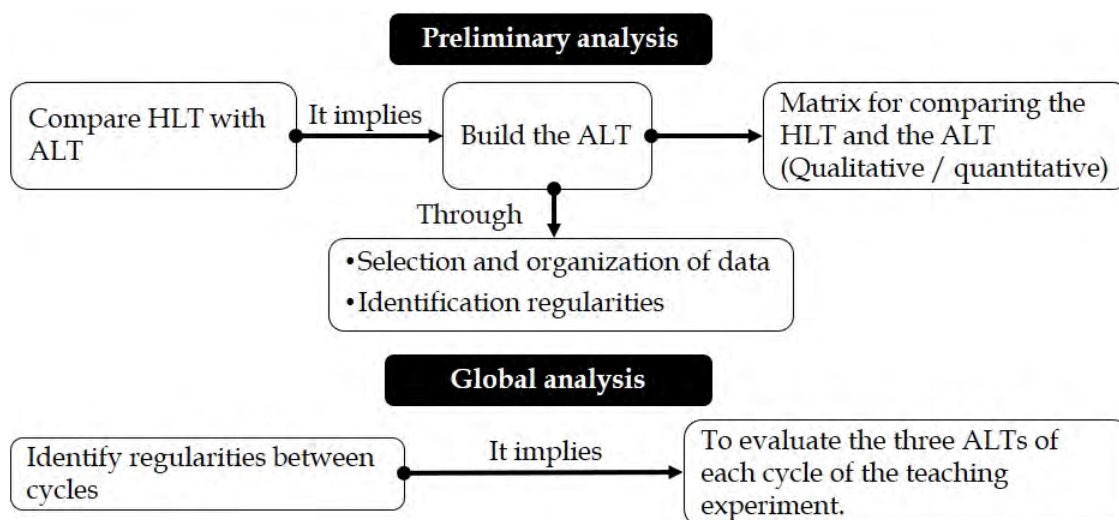 Preliminary analysis
Compare HLT with
ALT
It implies
Build the ALT
Matrix for comparing the
HLT and the ALT
(Qualitative / quantitative)
Through
•Selection and organization of data
•Identification regularities
Global analysis
Identify regularities between
cycles
It implies
To evaluate the three ALTs of
each cycle of the teaching
experiment.